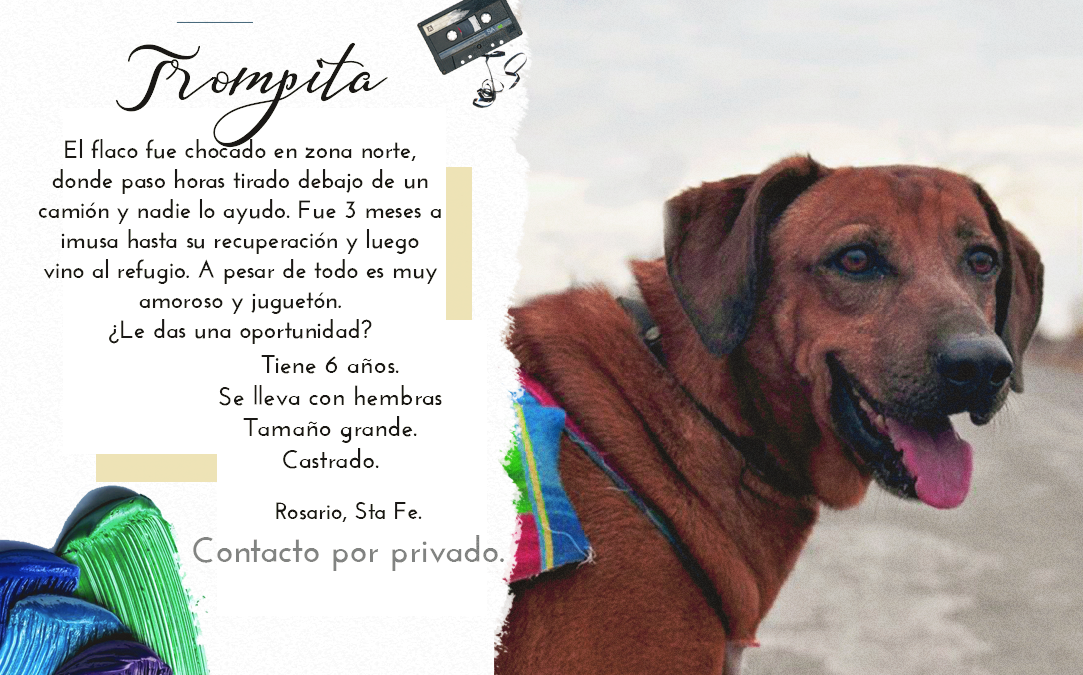 Trompita
El flaco fue chocado en zona norte,
donde paso horas tirado debajo de un
camión y nadie lo ayudo. Fue 3 meses a
imusa hasta su recuperación y luego
vino al refugio. A pesar de todo es muy
amoroso y juguetón.
¿Le das una oportunidad?
Tiene 6 años.
Se lleva con hembras
Tamaño grande.
Castrado.
Rosario, Sta Fe.
Contacto por privado.